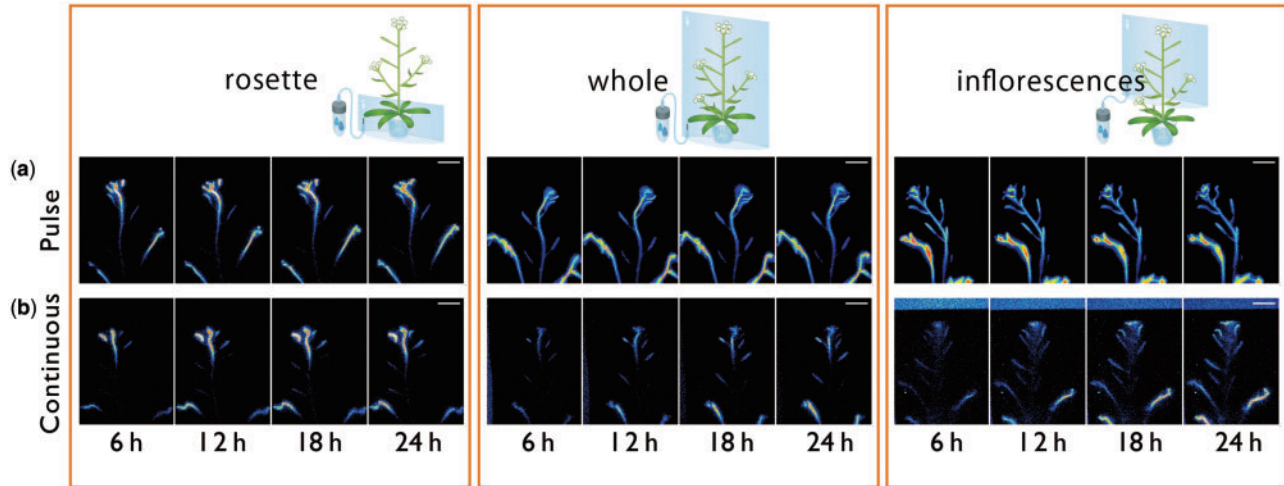 rosette
whole
inflorescences
(a)
Pulse
(b)
Continuous
6 h 12 h 18 h 24 h 6 h 12 h 18 h 24 h 6 h 12 h 18 h 24 h